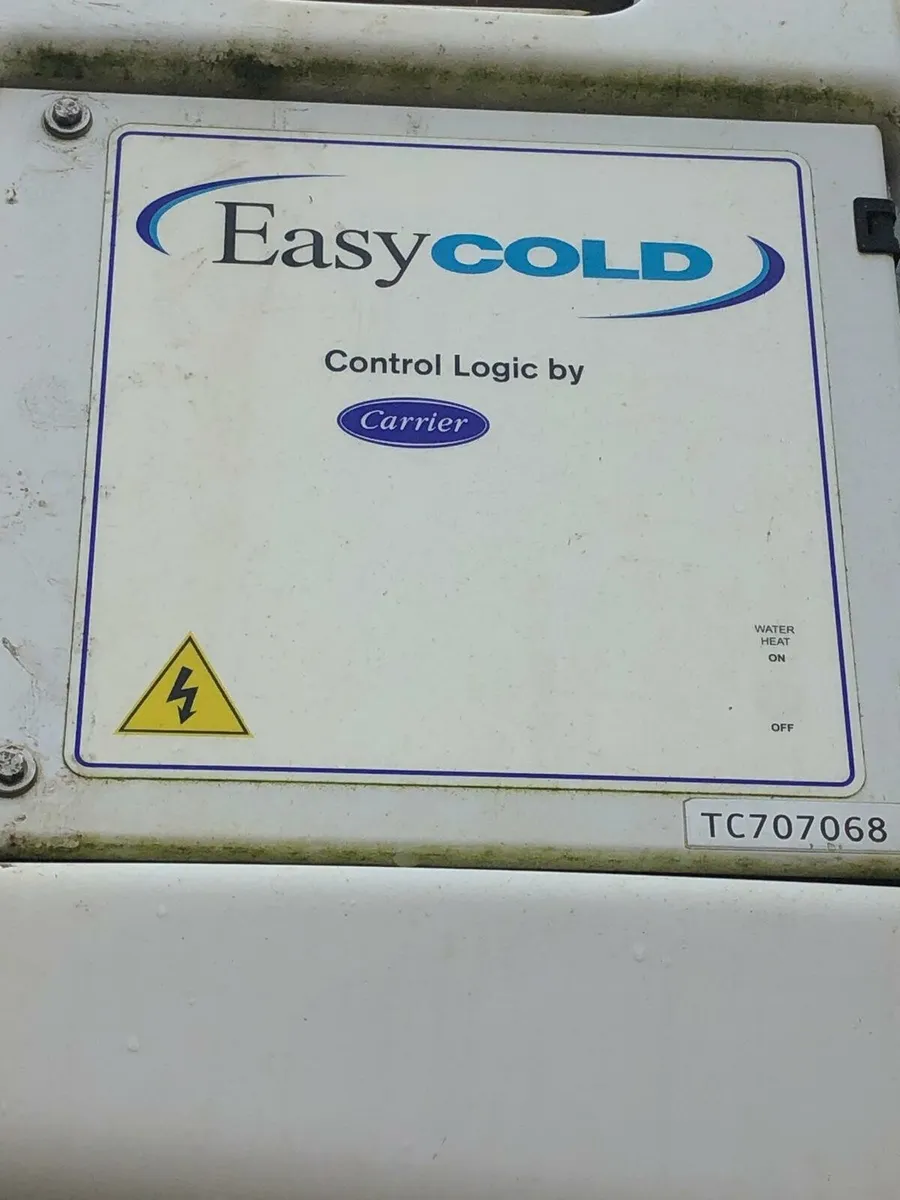 EasyCOLD
Control Logic by
Carrier
WATER
HEAT
ON
OFF
TC707068